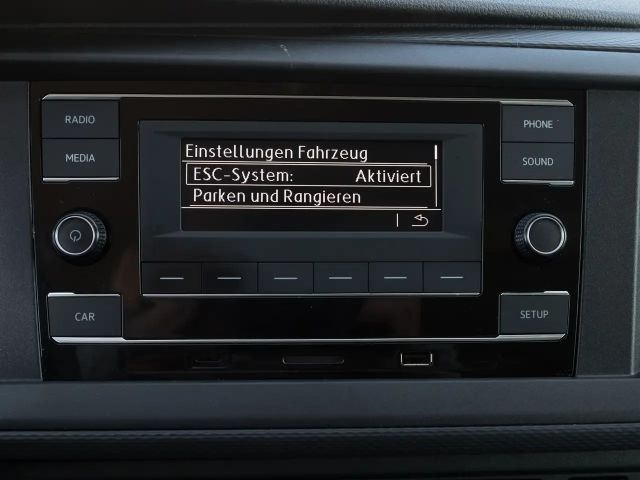 RADIO
PHONE
MEDIA
SOUND
Einstellungen Fahrzeug
ESC-System: Aktiviert
Parken und Rangieren
CAR
SETUP